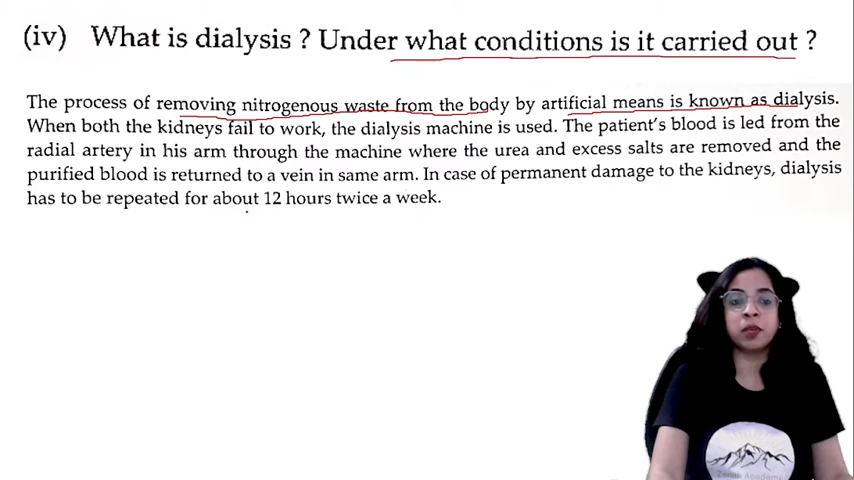 (iv) What is dialysis ? Under what conditions is it carried out ?
The process of removing nitrogenous waste from the body by artificial means is known as dialysis.
When both the kidneys fail to work, the dialysis machine is used. The patient's blood is led from the
radial artery in his arm through the machine where the urea and excess salts are removed and the
purified blood is returned to a vein in same arm. In case of permanent damage to the kidneys, dialysis
has to be repeated for about 12 hours twice a week.
Academy